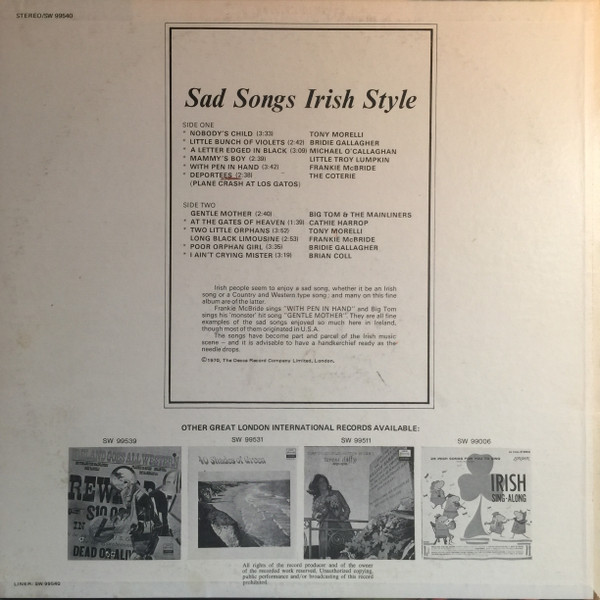 STEREO/SW 99540
Sad Songs Irish Style
SIDE ONE
* NOBODY'S CHILD (3:33) TONY MORELLI
* LITTLE BUNCH OF VIOLETS (2:42) BRIDIE GALLAGHER
* A LETTER EDGED IN BLACK (3:09) MICHAEL O'CALLAGHAN
* MAMMY'S BOY (2:39) LITTLE TROY LUMPKIN
* WITH PEN IN HAND (3:42) FRANKIE McBRIDE
* DEPORTEES (2:38) THE COTERIE
(PLANE CRASH AT LOS GATOS)
SIDE TWO
GENTLE MOTHER (2:40) BIG TOM & THE MAINLINERS
* AT THE GATES OF HEAVEN (1:39) CATHIE HARROP
* TWO LITTLE ORPHANS (3:52) TONY MORELLI
LONG BLACK LIMOUSINE (2:53) FRANKIE McBRIDE
* POOR ORPHAN GIRL (3:35) BRIDIE GALLAGHER
* I AIN'T CRYING MISTER (3:19) BRIAN COLL
Irish people seem to enjoy a sad song, whether it be an Irish
song or a Country and Western type song; and many on this fine
album are of the latter.
Frankie McBride sings "WITH PEN IN HAND" and Big Tom
sings his 'monster' hit song "GENTLE MOTHER". They are all fine
examples of the sad songs enjoyed so much here in Ireland,
though most of them originated in U.S.A.
The songs have become part and parcel of the Irish music
scene – and it is advisable to have a handkerchief ready as the
needle drops.
©1970, The Decca Record Company Limited, London.
OTHER GREAT LONDON INTERNATIONAL RECORDS AVAILABLE:
SW 99539 SW 99531 SW 99511 SW 99006
REWARD
DEAD OR ALIVE
40 Shades of Green
IRISH
SING-ALONG
All rights of the record producer and of the owner
of the recorded work reserved. Unauthorised copying,
public performance and/or broadcasting of this record
prohibited.
LINER: SW 99540